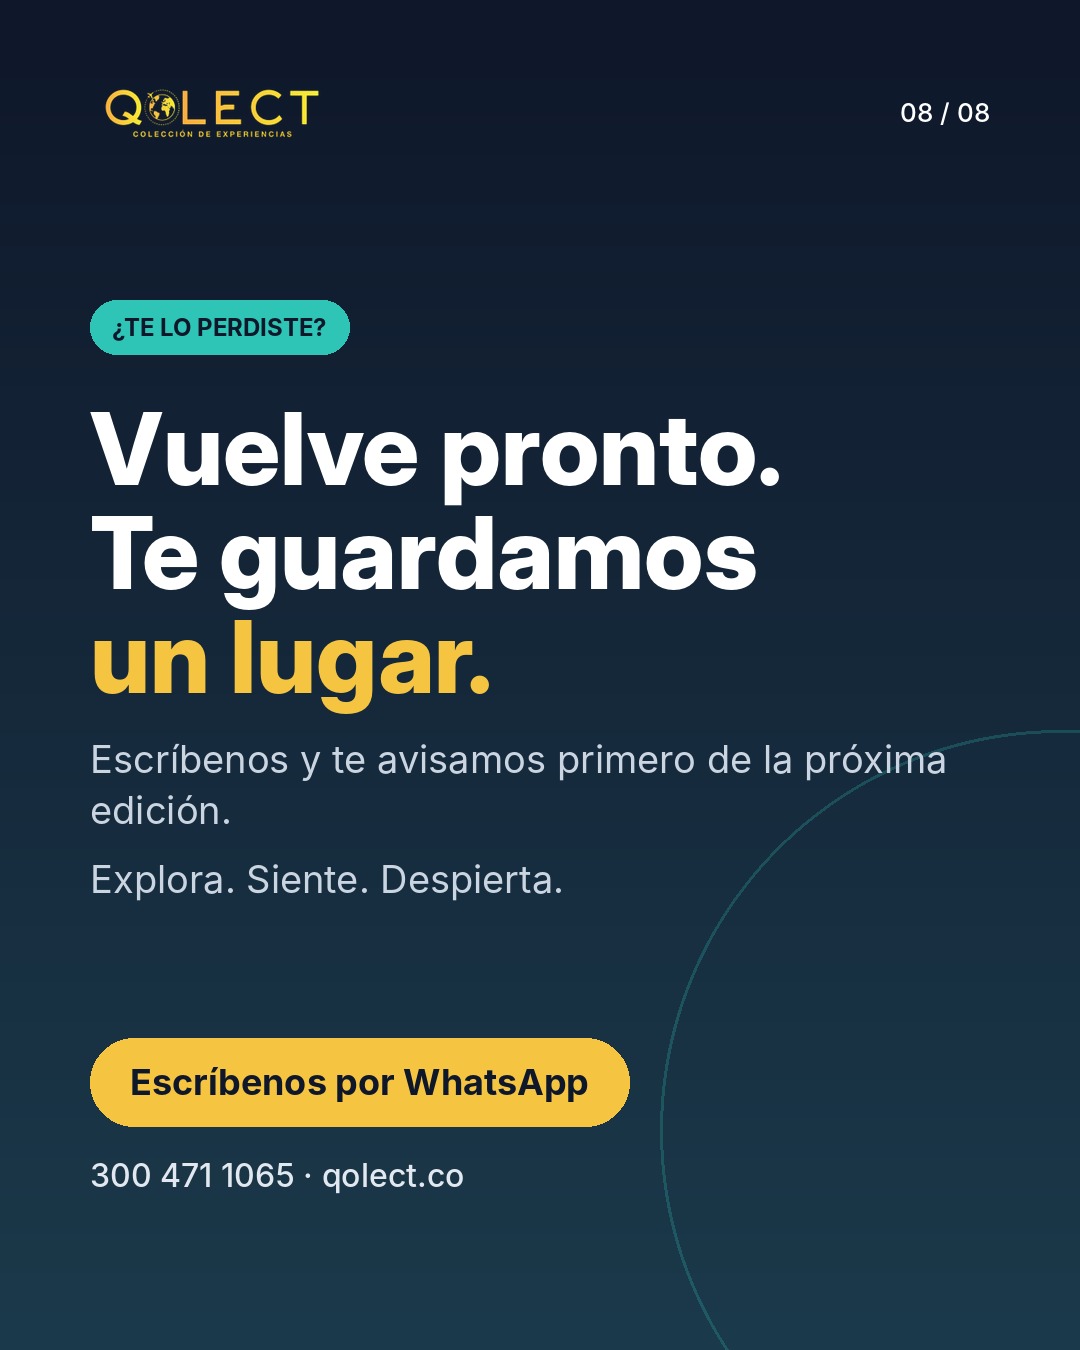 QOLECT
COLECCIÓN DE EXPERIENCIAS
08 / 08
¿TE LO PERDISTE?
Vuelve pronto.
Te guardamos
un lugar.
Escríbenos y te avisamos primero de la próxima
edición.
Explora. Siente. Despierta.
Escríbenos por WhatsApp
300 471 1065 · qolect.co